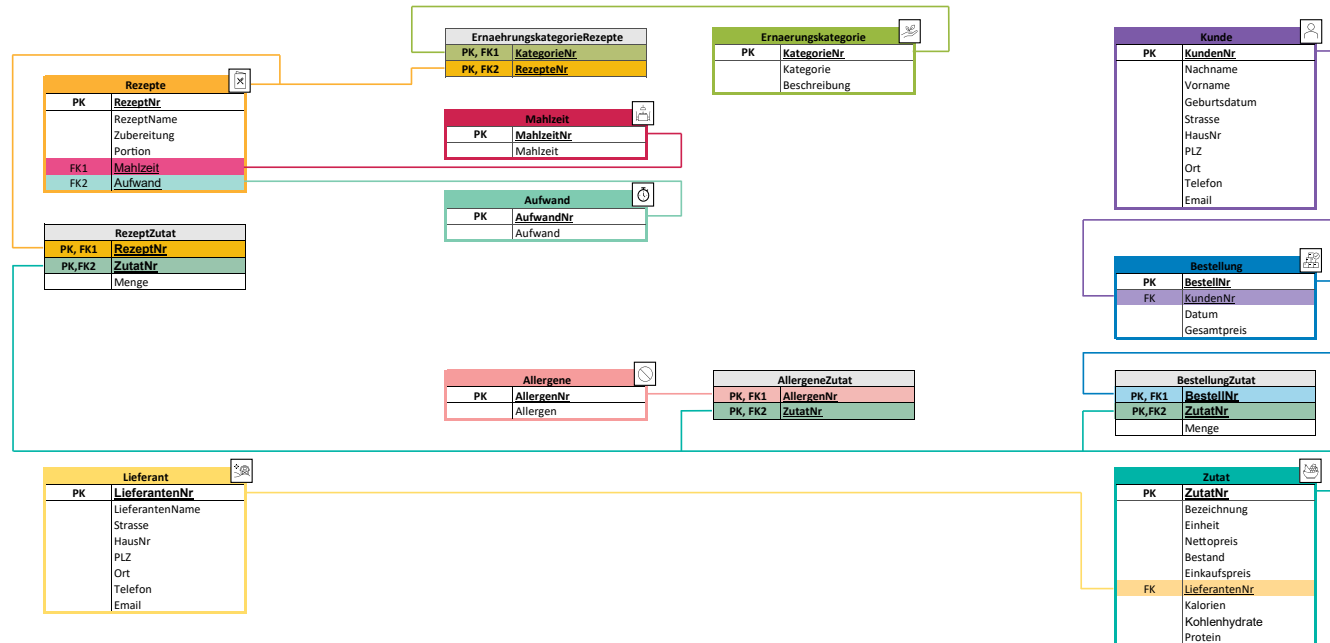 ErnaehrungskategorieRezepte
PK, FK1 KategorieNr
PK, FK2 RezepteNr
Ernaerungskategorie
PK KategorieNr
Kategorie
Beschreibung
Kunde
PK KundenNr
Nachname
Vorname
Geburtsdatum
Strasse
HausNr
PLZ
Ort
Telefon
Email
Rezepte
PK RezeptNr
RezeptName
Zubereitung
Portion
FK1 Mahlzeit
FK2 Aufwand
Mahlzeit
PK MahlzeitNr
Mahlzeit
Aufwand
PK AufwandNr
Aufwand
RezeptZutat
PK, FK1 RezeptNr
PK,FK2 ZutatNr
Menge
Bestellung
PK BestellNr
FK KundenNr
Datum
Gesamtpreis
Allergene
PK AllergenNr
Allergen
AllergeneZutat
PK, FK1 AllergenNr
PK, FK2 ZutatNr
BestellungZutat
PK, FK1 BestellNr
PK,FK2 ZutatNr
Menge
Lieferant
PK LieferantenNr
LieferantenName
Strasse
HausNr
PLZ
Ort
Telefon
Email
Zutat
PK ZutatNr
Bezeichnung
Einheit
Nettopreis
Bestand
Einkaufspreis
FK LieferantenNr
Kalorien
Kohlenhydrate
Protein